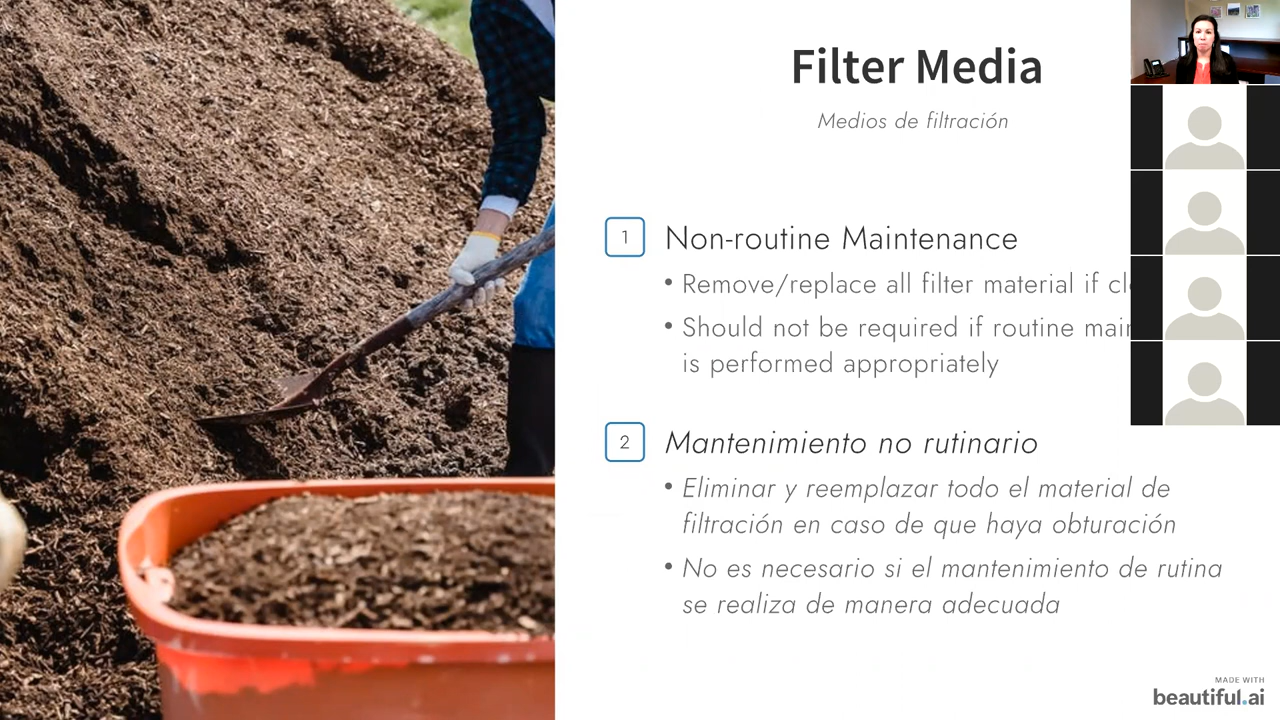 Filter Media
Medios de filtración
1
Non-routine Maintenance
• Remove/replace all filter material if
• Should not be required if routine
is performed appropriately
2
Mantenimiento no rutinario
• Eliminar y reemplazar todo el material de
filtración en caso de que haya obturación
• No es necesario si el mantenimiento de rutina
se realiza de manera adecuada
MADE WITH
beautiful.ai